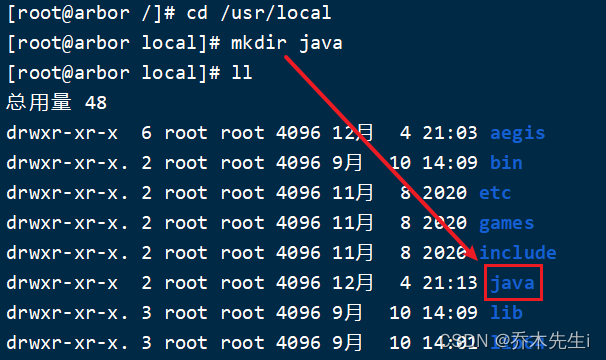 [root@arbor /]# cd /usr/local
[root@arbor local]# mkdir java
[root@arbor local]# ll
总用量 48
drwxr-xr-x  6 root root 4096 12月  4 21:03 aegis
drwxr-xr-x. 2 root root 4096 9月  10 14:09 bin
drwxr-xr-x. 2 root root 4096 11月  8 2020 etc
drwxr-xr-x. 2 root root 4096 11月  8 2020 games
drwxr-xr-x. 2 root root 4096 11月  8 2020 include
drwxr-xr-x  2 root root 4096 12月  4 21:13 java
drwxr-xr-x. 3 root root 4096 9月  10 14:09 lib
drwxr-xr-x. 3 root root 4096 9月  10 14:01
CSDN @乔木先生i